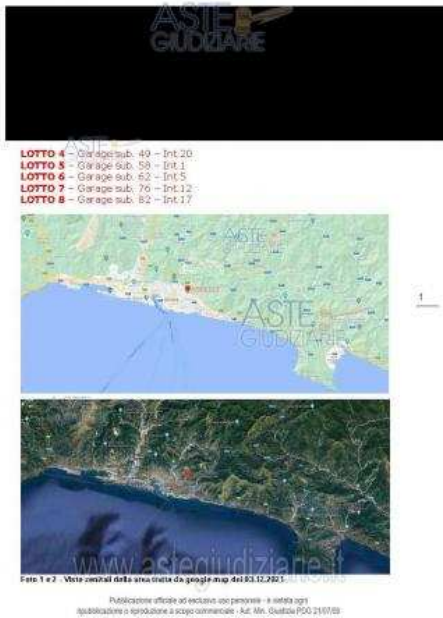 ASTE
GIUDIZIARIE
LOTTO 4 – Garage sub. 49 – Int.20
LOTTO 5 – Garage sub. 58 – Int.1
LOTTO 6 – Garage sub. 62 – Int.5
LOTTO 7 – Garage sub. 76 – Int.12
LOTTO 8 – Garage sub. 82 – Int.17
ASTE
ASTE
ASTE
GIUDIZIARIE
1
www.astegiudiziarie.it
Foto 1 e 2 - Viste zenitali della area tratte da google map del 03.12.2021
Pubblicazione ufficiale ad esclusivo uso personale - è vietata ogni
ripubblicazione o riproduzione a scopo commerciale - Aut. Min. Giustizia PDG 21/07/09